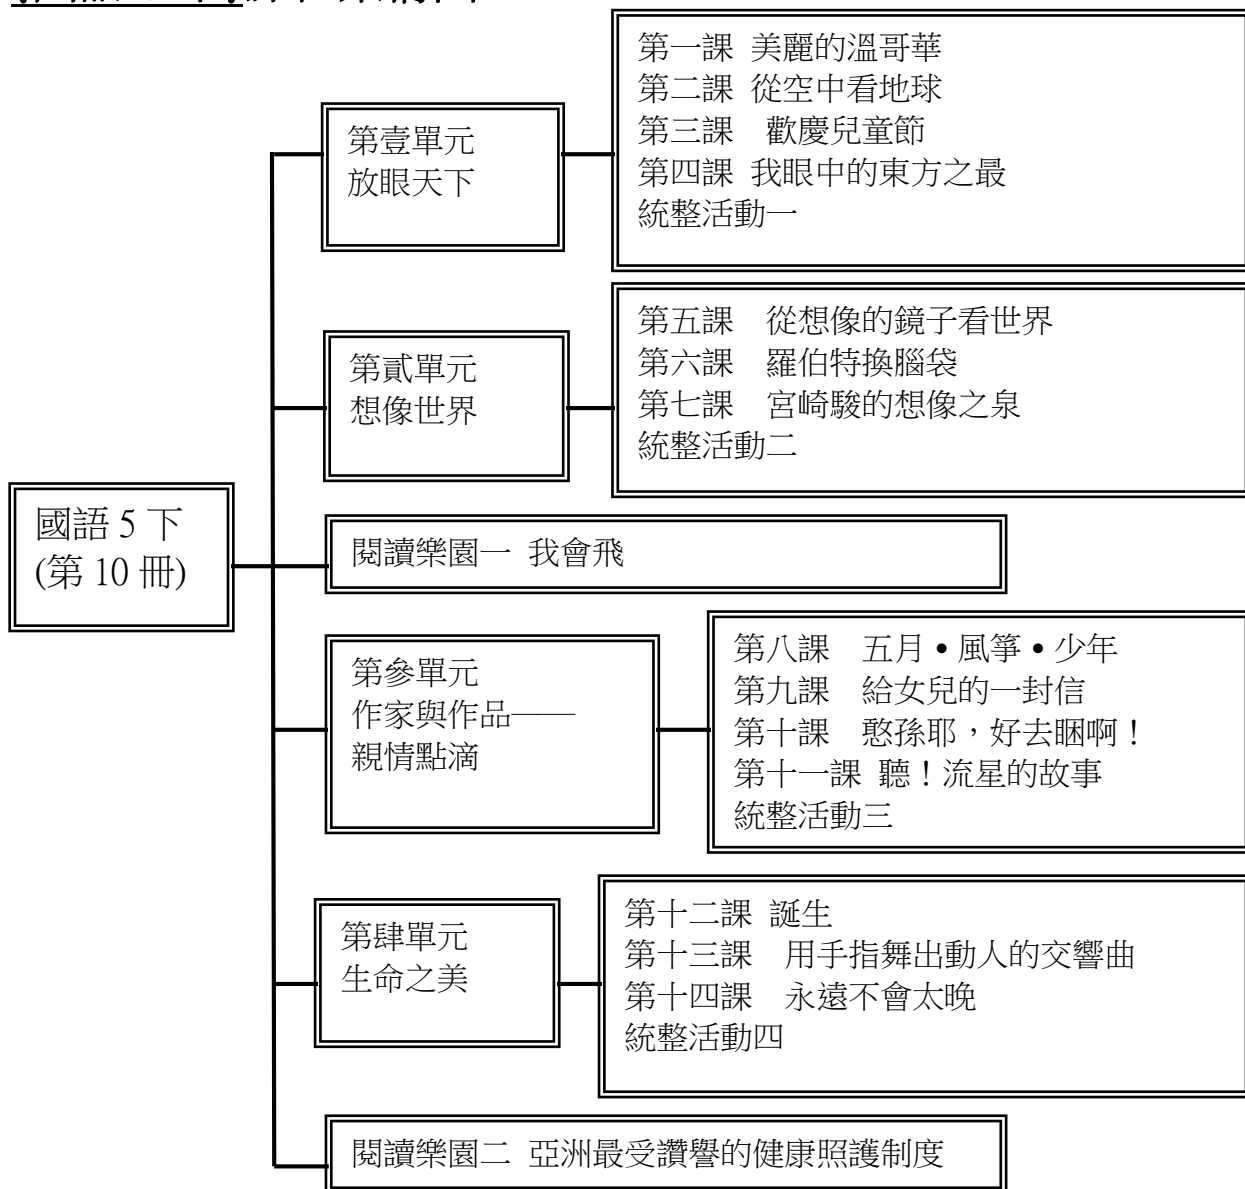 第一課 美麗的溫哥華
第二課 從空中看地球
第三課　歡慶兒童節
第四課 我眼中的東方之最
統整活動一
第壹單元
放眼天下
第五課　從想像的鏡子看世界
第六課　羅伯特換腦袋
第七課　宮崎駿的想像之泉
統整活動二
第貳單元
想像世界
國語 5 下
(第 10 冊)
閱讀樂園一 我會飛
第參單元
作家與作品——
親情點滴
第八課　五月•風箏•少年
第九課　給女兒的一封信
第十課　憨孫耶，好去睏啊！
第十一課 聽！流星的故事
統整活動三
第肆單元
生命之美
第十二課 誕生
第十三課　用手指舞出動人的交響曲
第十四課　永遠不會太晚
統整活動四
閱讀樂園二 亞洲最受讚譽的健康照護制度